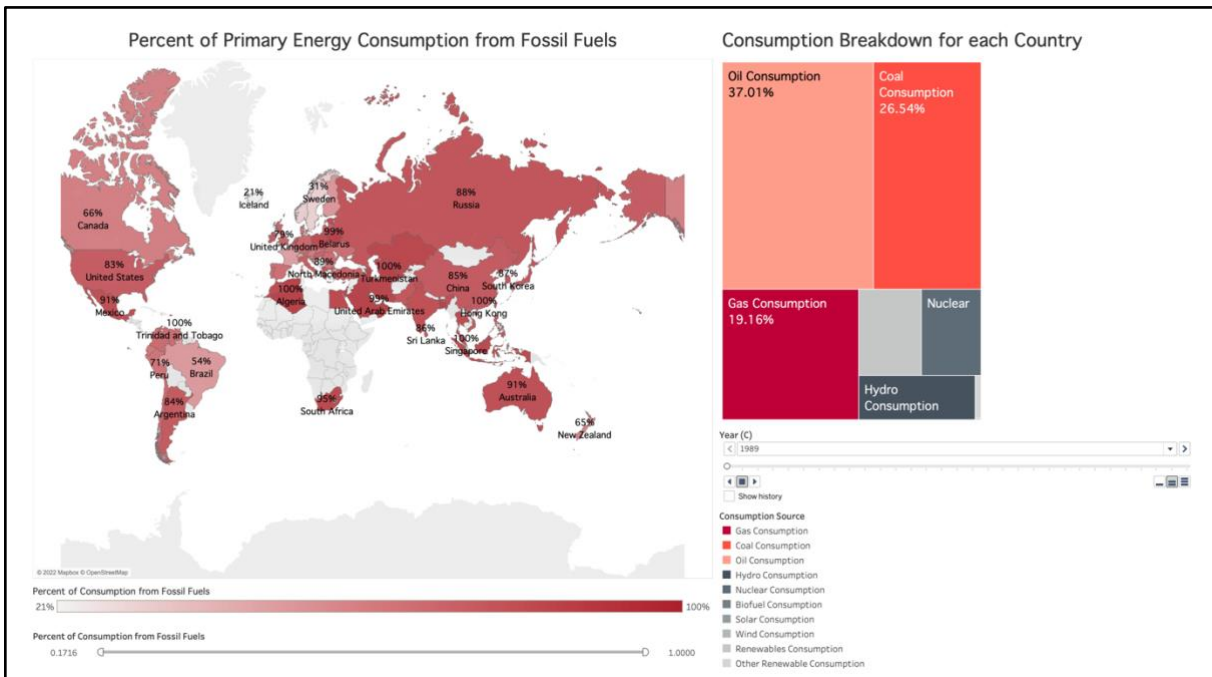 Percent of Primary Energy Consumption from Fossil Fuels
21%
Iceland
31%
Sweden
88%
Russia
66%
Canada
79%
United Kingdom
99%
Belarus
83%
United States
89%
North Macedonia
100%
Turkmenistan
85%
China
87%
South Korea
91%
Mexico
100%
Algeria
99%
United Arab Emirates
100%
Hong Kong
100%
Trinidad and Tobago
86%
Sri Lanka
100%
Singapore
71%
Peru
54%
Brazil
84%
Argentina
95%
South Africa
91%
Australia
65%
New Zealand
© 2022 Mapbox © OpenStreetMap
Percent of Consumption from Fossil Fuels
21%
100%
Percent of Consumption from Fossil Fuels
0.1716
1.0000
Consumption Breakdown for each Country
Oil Consumption
37.01%
Coal
Consumption
26.54%
Gas Consumption
19.16%
Nuclear
Hydro
Consumption
Year (C)
1989
Show history
Consumption Source
Gas Consumption
Coal Consumption
Oil Consumption
Hydro Consumption
Nuclear Consumption
Biofuel Consumption
Solar Consumption
Wind Consumption
Renewables Consumption
Other Renewable Consumption